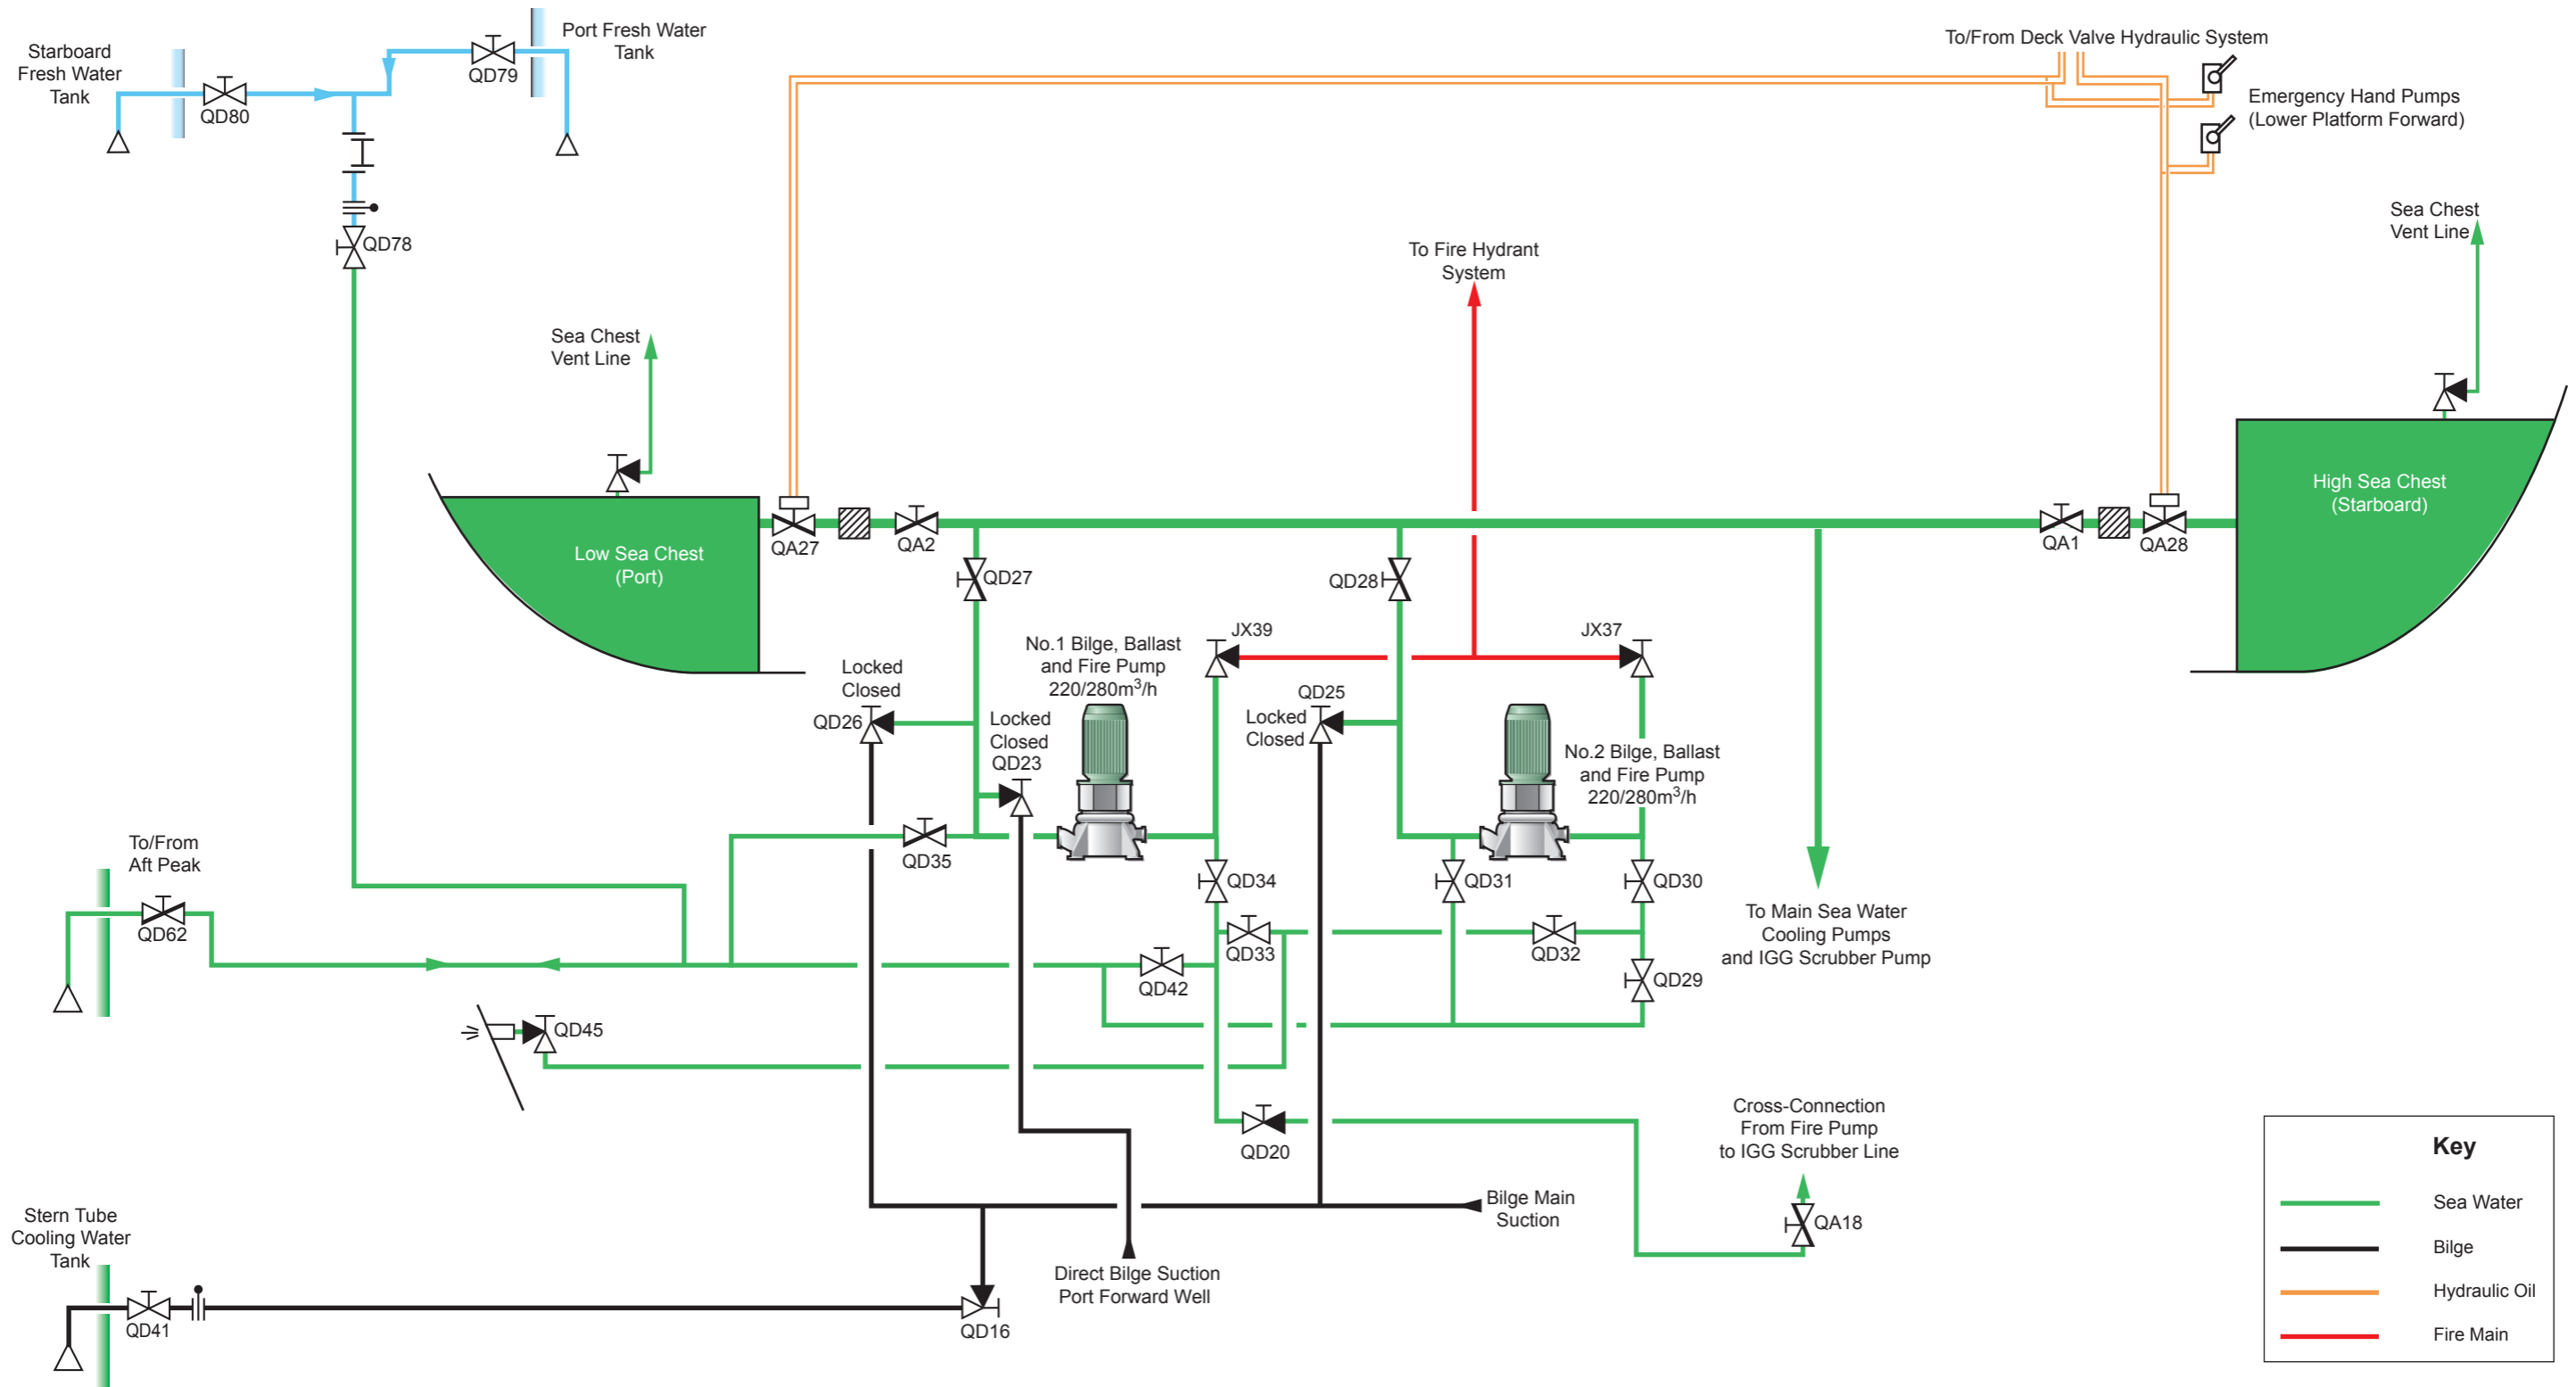 Starboard
Fresh Water
Tank
QD80
QD79
Port Fresh Water
Tank
To/From Deck Valve Hydraulic System
Emergency Hand Pumps
(Lower Platform Forward)
QD78
Sea Chest
Vent Line
To Fire Hydrant
System
Sea Chest
Vent Line
Low Sea Chest
(Port)
QA27
QA2
QA1
QA28
High Sea Chest
(Starboard)
QD27
QD28
JX39
JX37
No.1 Bilge, Ballast
and Fire Pump
220/280m³/h
Locked
Closed
QD26
Locked
Closed
QD23
QD25
Locked
Closed
No.2 Bilge, Ballast
and Fire Pump
220/280m³/h
To/From
Aft Peak
QD62
QD35
QD34
QD31
QD30
QD33
QD32
QD42
QD29
To Main Sea Water
Cooling Pumps
and IGG Scrubber Pump
QD45
QD20
Cross-Connection
From Fire Pump
to IGG Scrubber Line
QA18
Bilge Main
Suction
Direct Bilge Suction
Port Forward Well
Stern Tube
Cooling Water
Tank
QD41
QD16
Key
Sea Water
Bilge
Hydraulic Oil
Fire Main